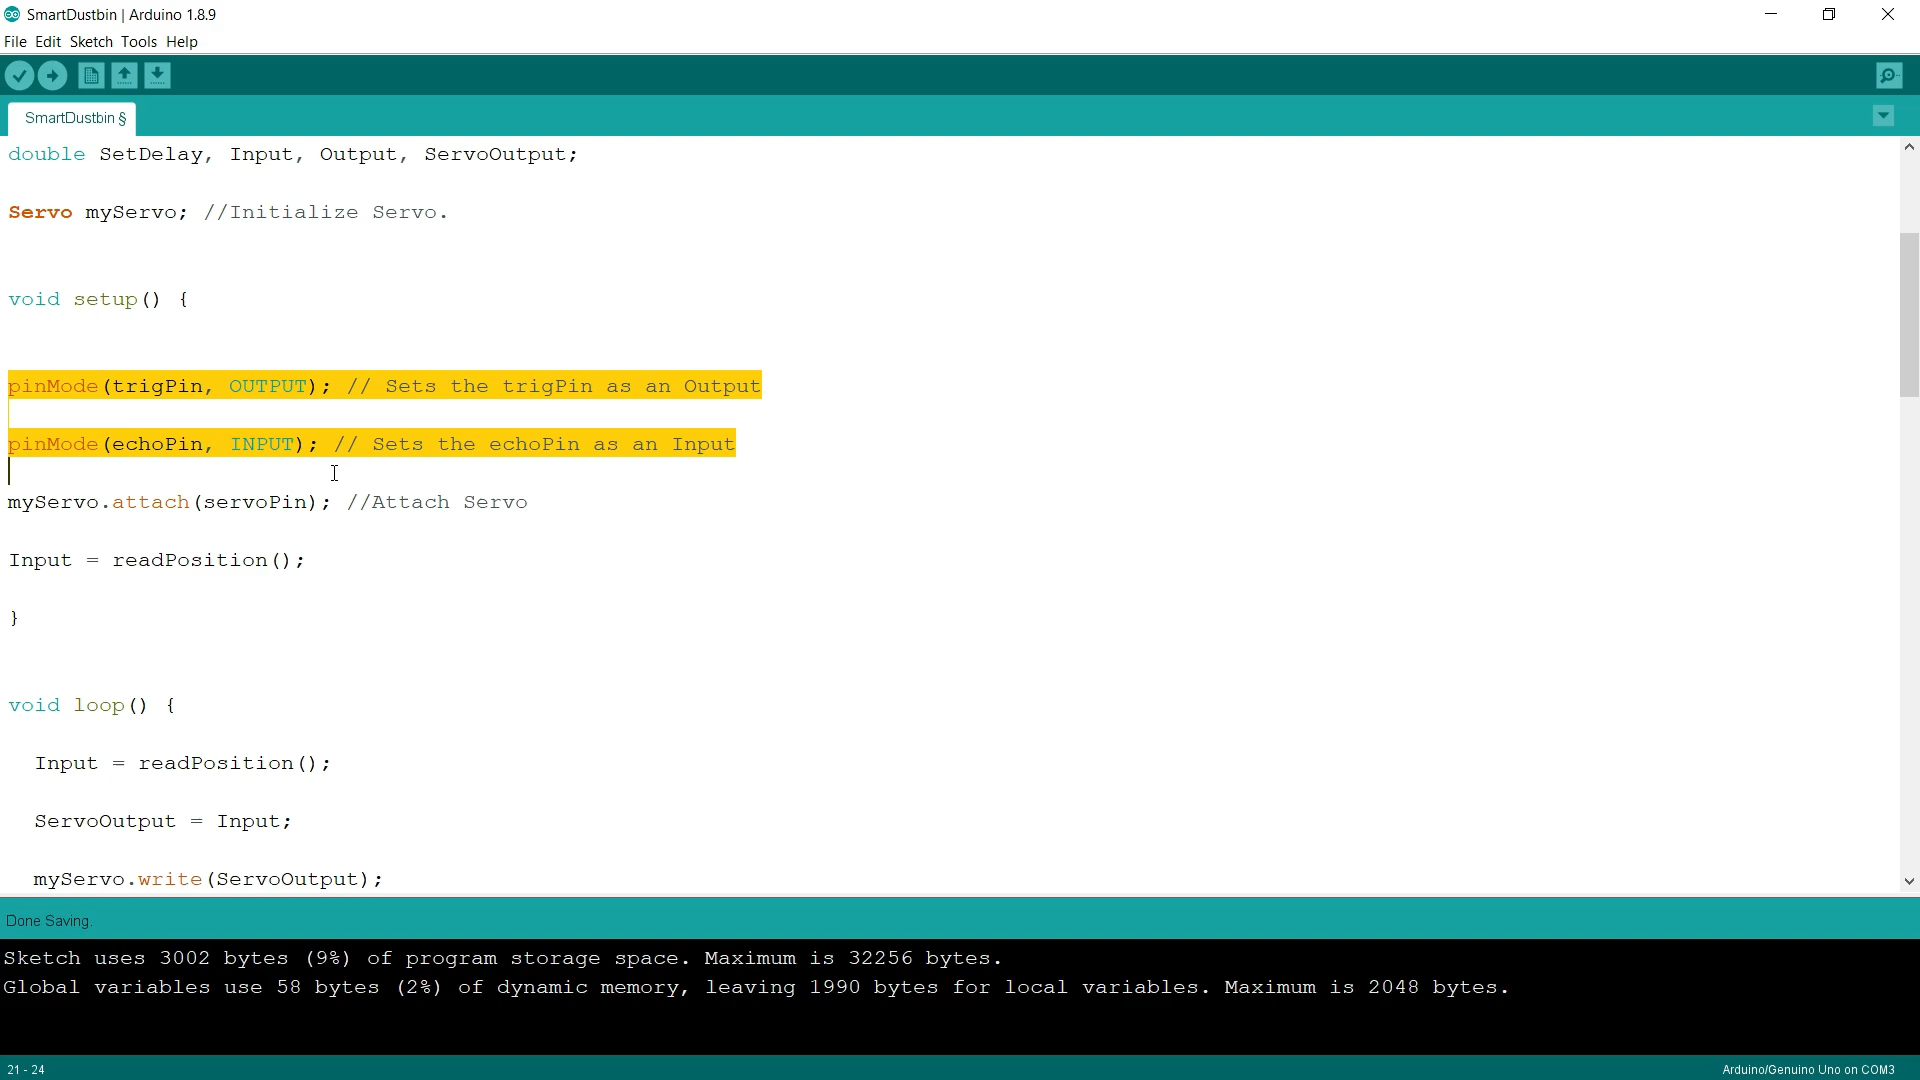 SmartDustbin | Arduino 1.8.9
File Edit Sketch Tools Help
SmartDustbin §
double SetDelay, Input, Output, ServoOutput;
Servo myServo; //Initialize Servo.
void setup() {
pinMode(trigPin, OUTPUT); // Sets the trigPin as an Output
pinMode(echoPin, INPUT); // Sets the echoPin as an Input
myServo.attach(servoPin); //Attach Servo
Input = readPosition();
}
void loop() {
Input = readPosition();
ServoOutput = Input;
myServo.write(ServoOutput);
Done Saving.
Sketch uses 3002 bytes (9%) of program storage space. Maximum is 32256 bytes.
Global variables use 58 bytes (2%) of dynamic memory, leaving 1990 bytes for local variables. Maximum is 2048 bytes.
21 - 24
Arduino/Genuino Uno on COM3